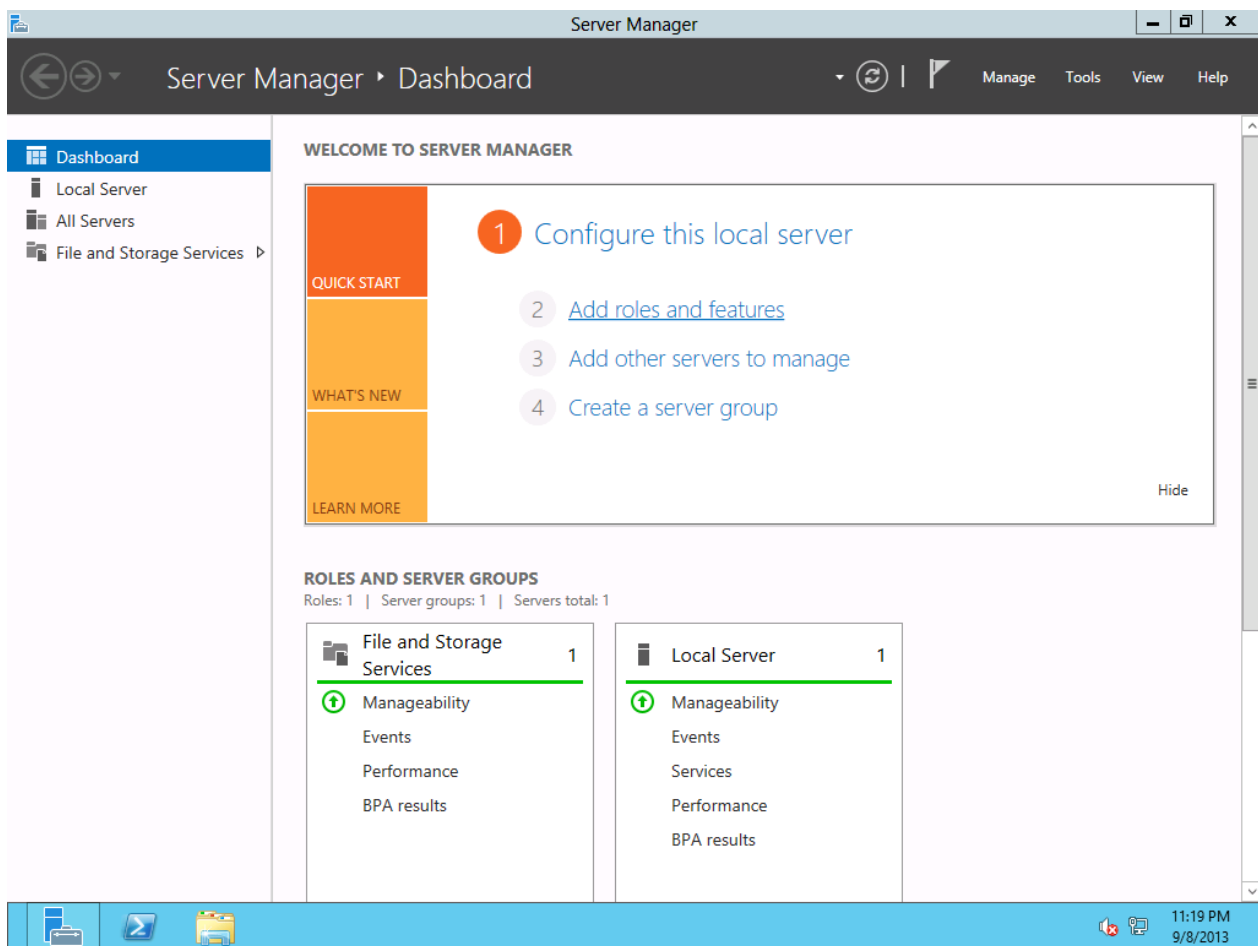 Server Manager
Server Manager ‣ Dashboard
Manage Tools View Help
Dashboard
Local Server
All Servers
File and Storage Services
WELCOME TO SERVER MANAGER
QUICK START
WHAT'S NEW
LEARN MORE
1 Configure this local server
2 Add roles and features
3 Add other servers to manage
4 Create a server group
Hide
ROLES AND SERVER GROUPS
Roles: 1 | Server groups: 1 | Servers total: 1
File and Storage
Services 1
Manageability
Events
Performance
BPA results
Local Server 1
Manageability
Events
Services
Performance
BPA results
11:19 PM
9/8/2013